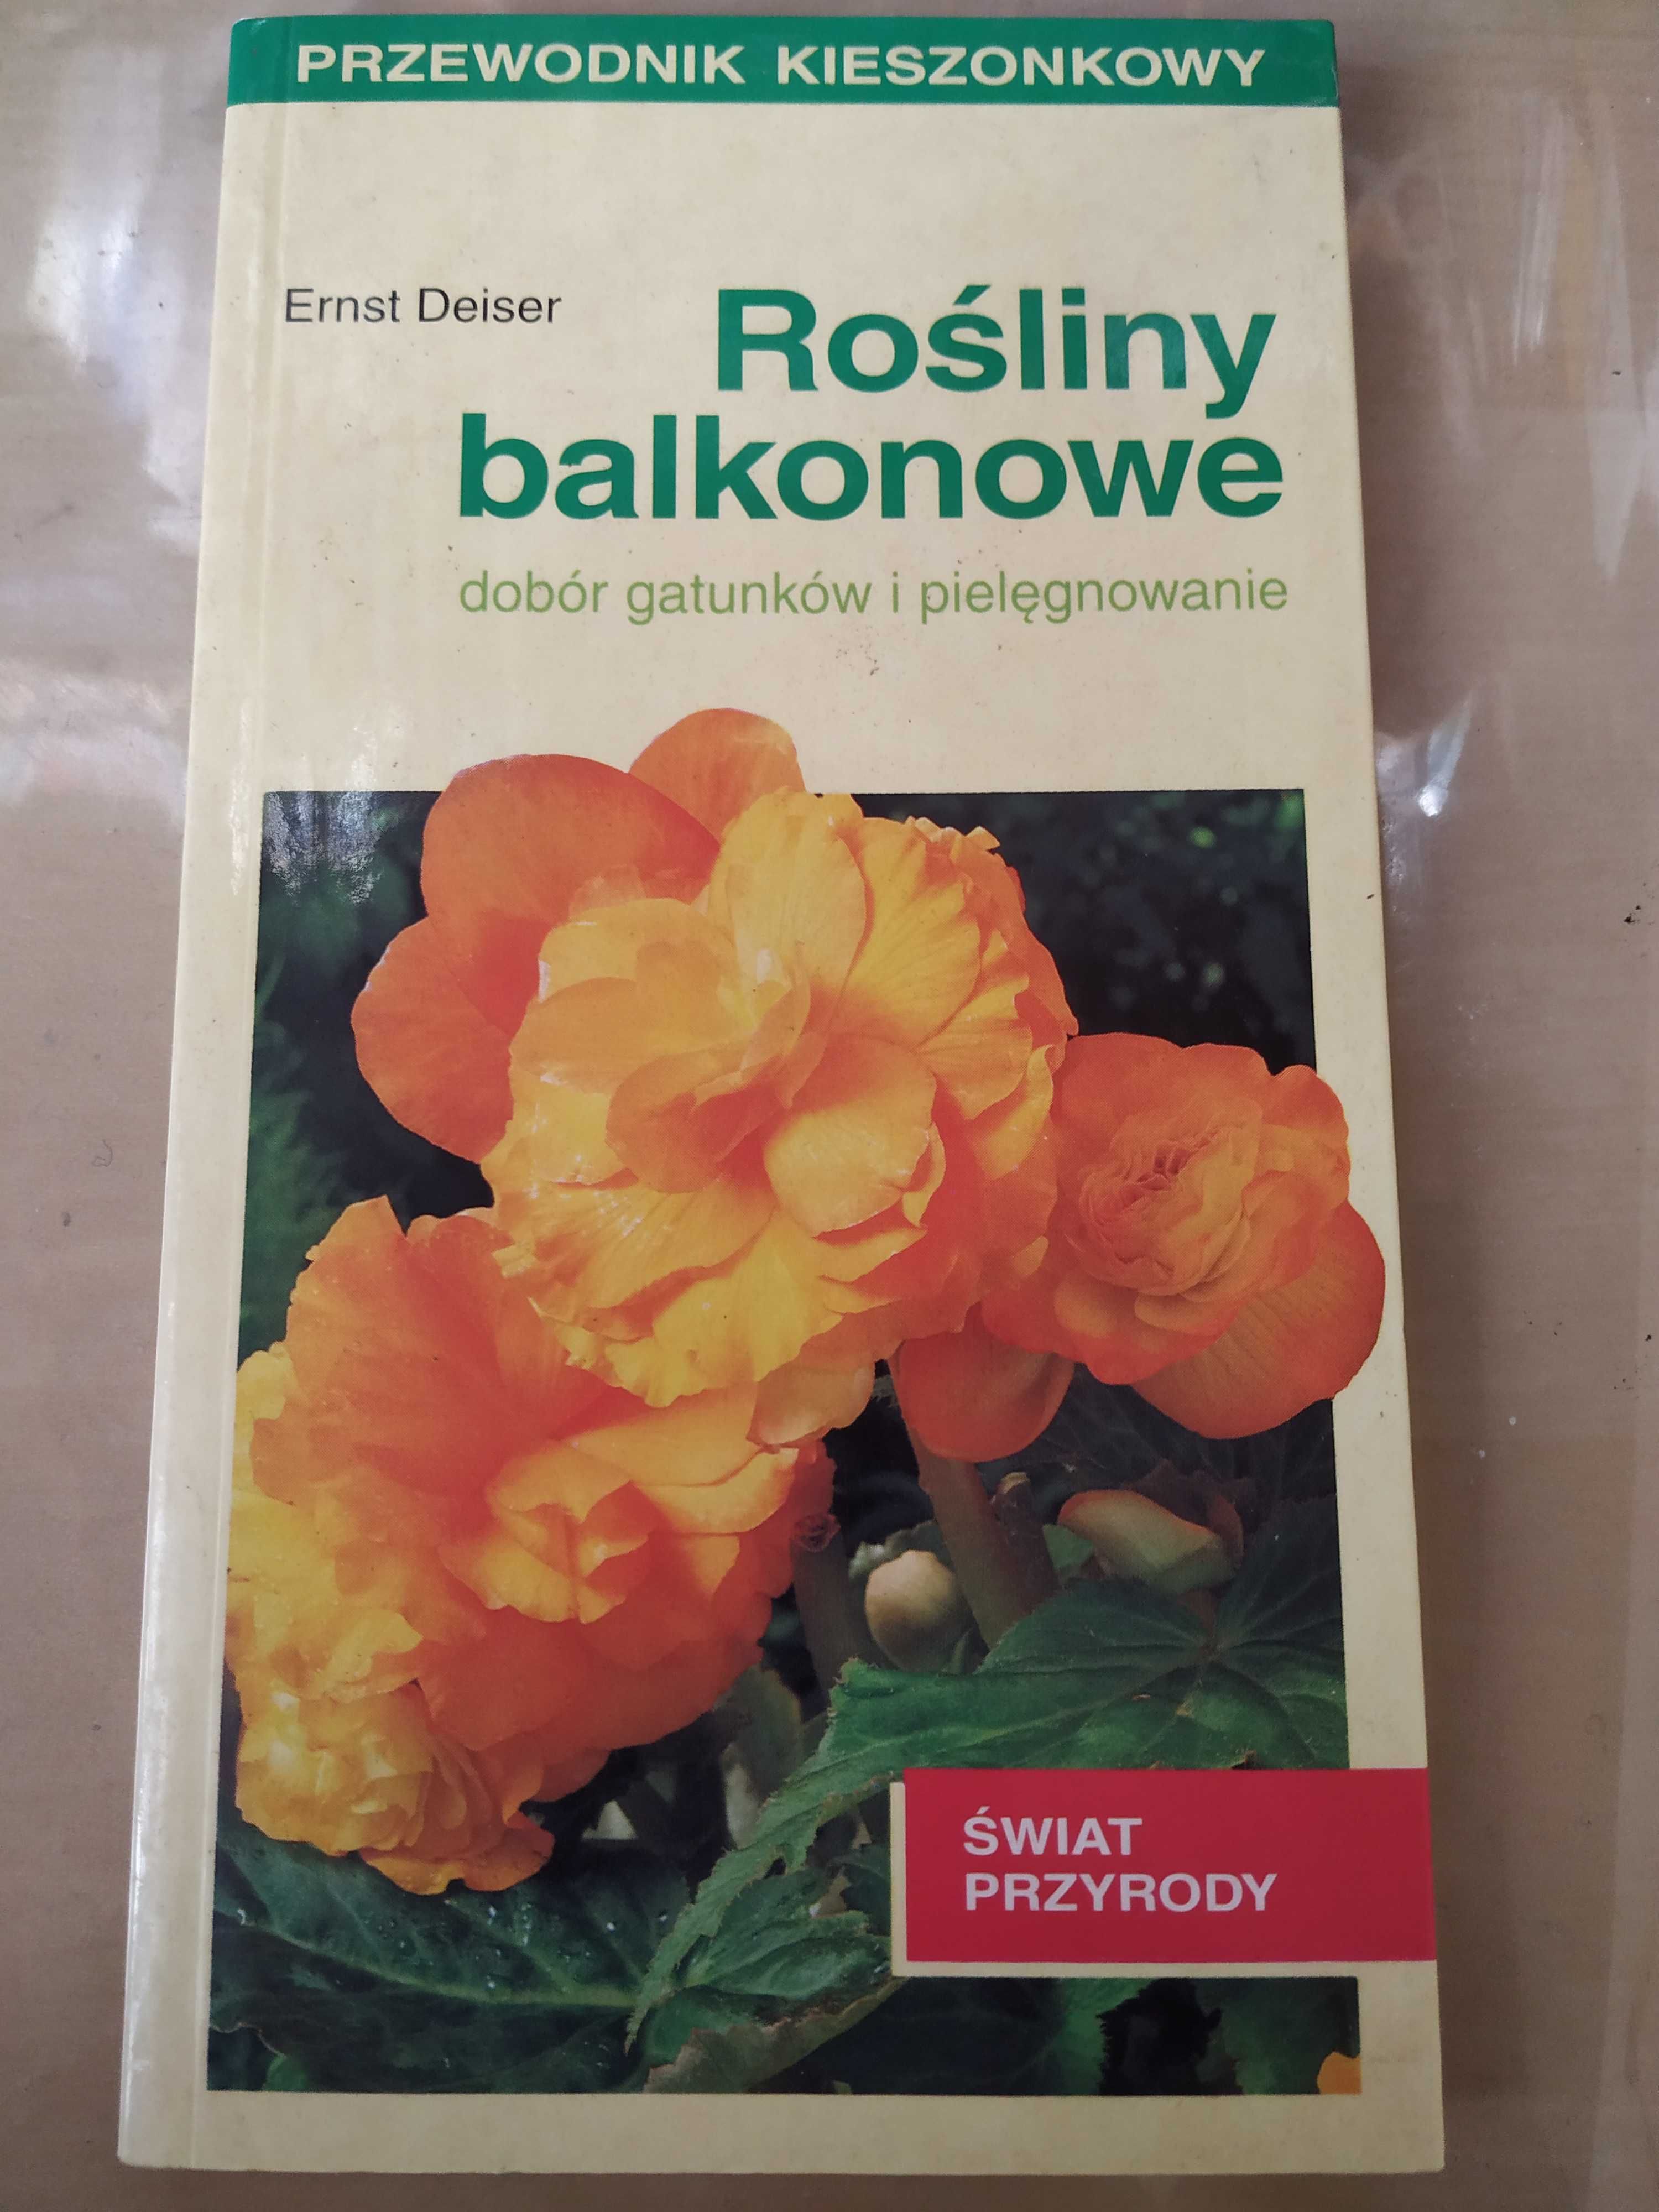 PRZEWODNIK KIESZONKOWY
Ernst Deiser
Rośliny
balkonowe
dobór gatunków i pielęgnowanie
ŚWIAT
PRZYRODY